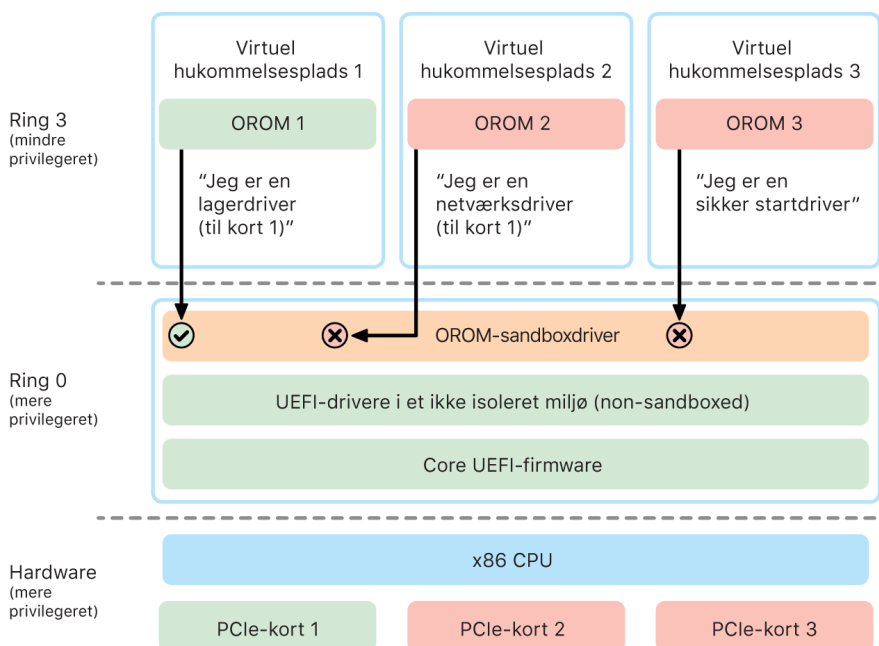 Virtuel
hukommelsesplads 1
Virtuel
hukommelsesplads 2
Virtuel
hukommelsesplads 3
Ring 3
(mindre
privilegeret)
OROM 1
OROM 2
OROM 3
“Jeg er en
lagerdriver
(til kort 1)”
“Jeg er en
netværksdriver
(til kort 1)”
“Jeg er en
sikker startdriver”
Ring 0
(mere
privilegeret)
OROM-sandboxdriver
UEFI-drivere i et ikke isoleret miljø (non-sandboxed)
Core UEFI-firmware
Hardware
(mere
privilegeret)
x86 CPU
PCIe-kort 1
PCIe-kort 2
PCIe-kort 3